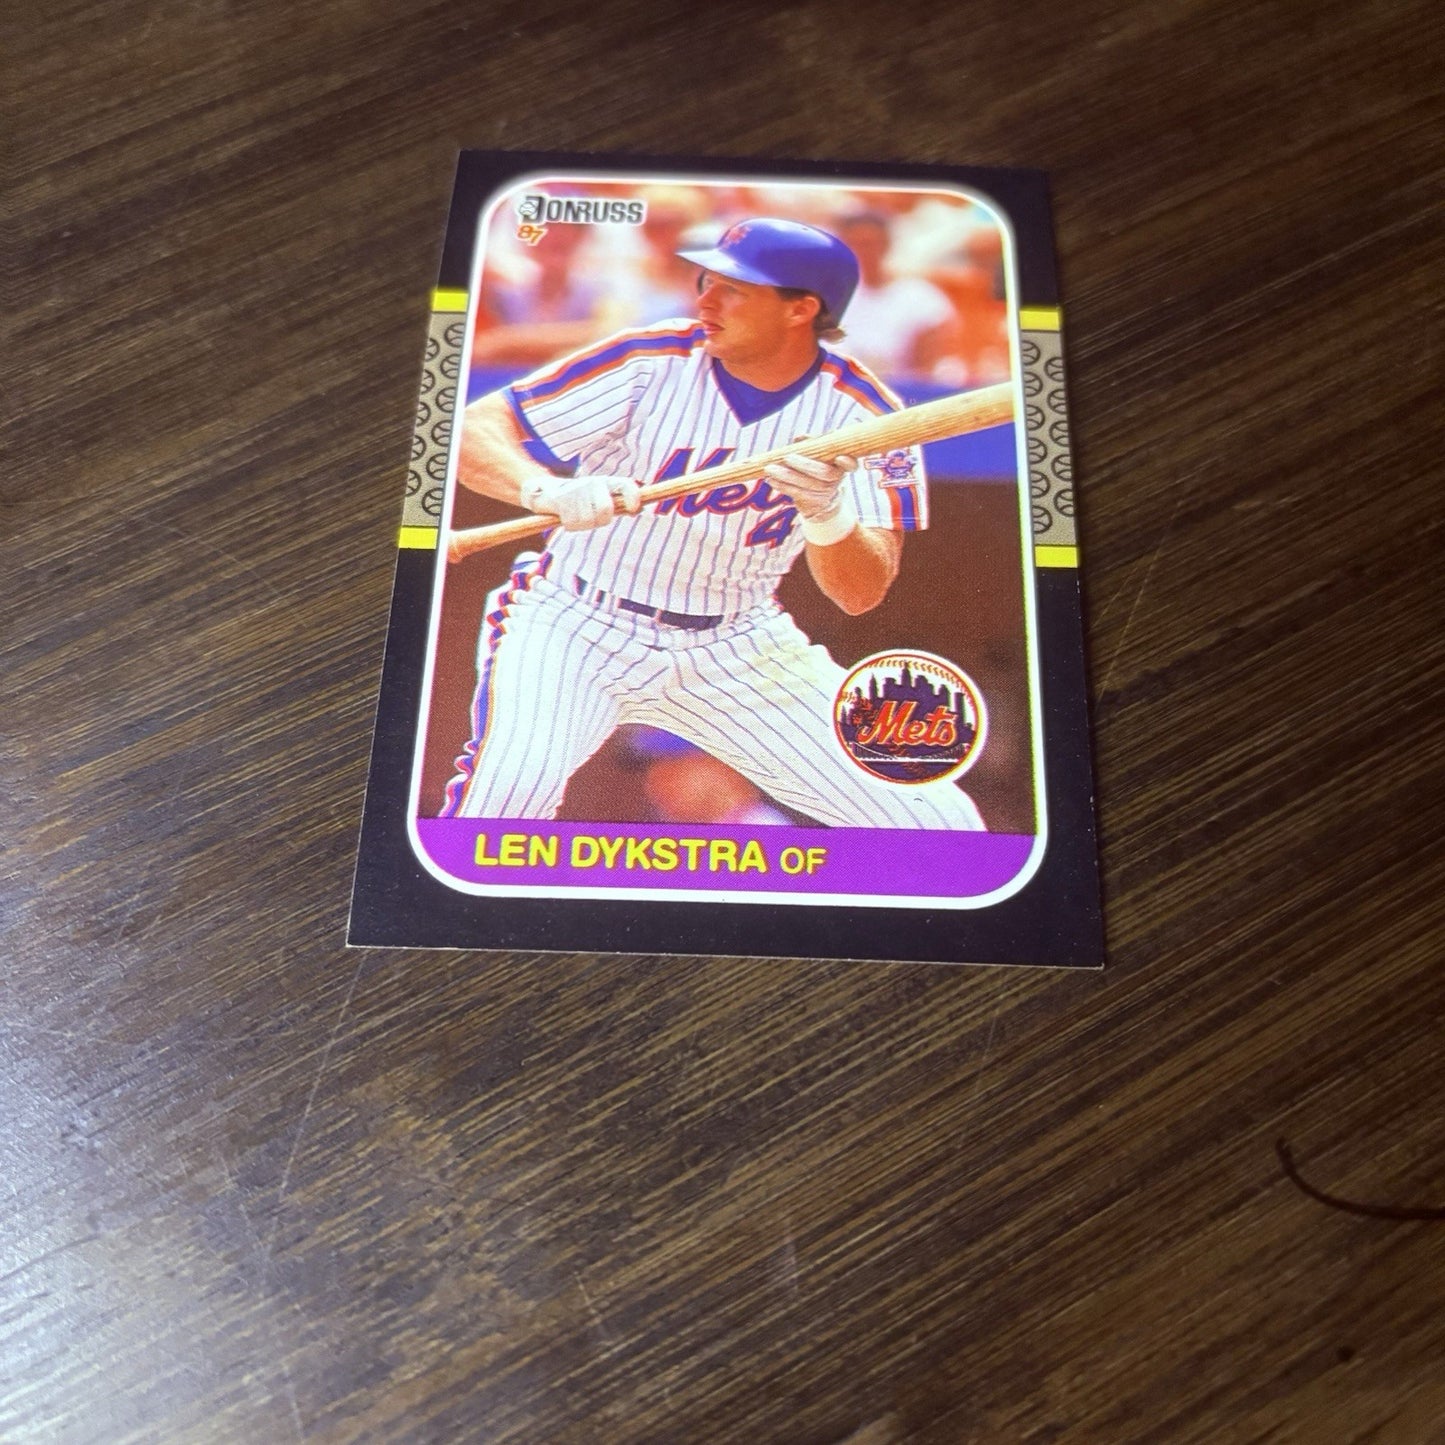 DONRUSS
87
Mets
4
Mets
LEN DYKSTRA OF